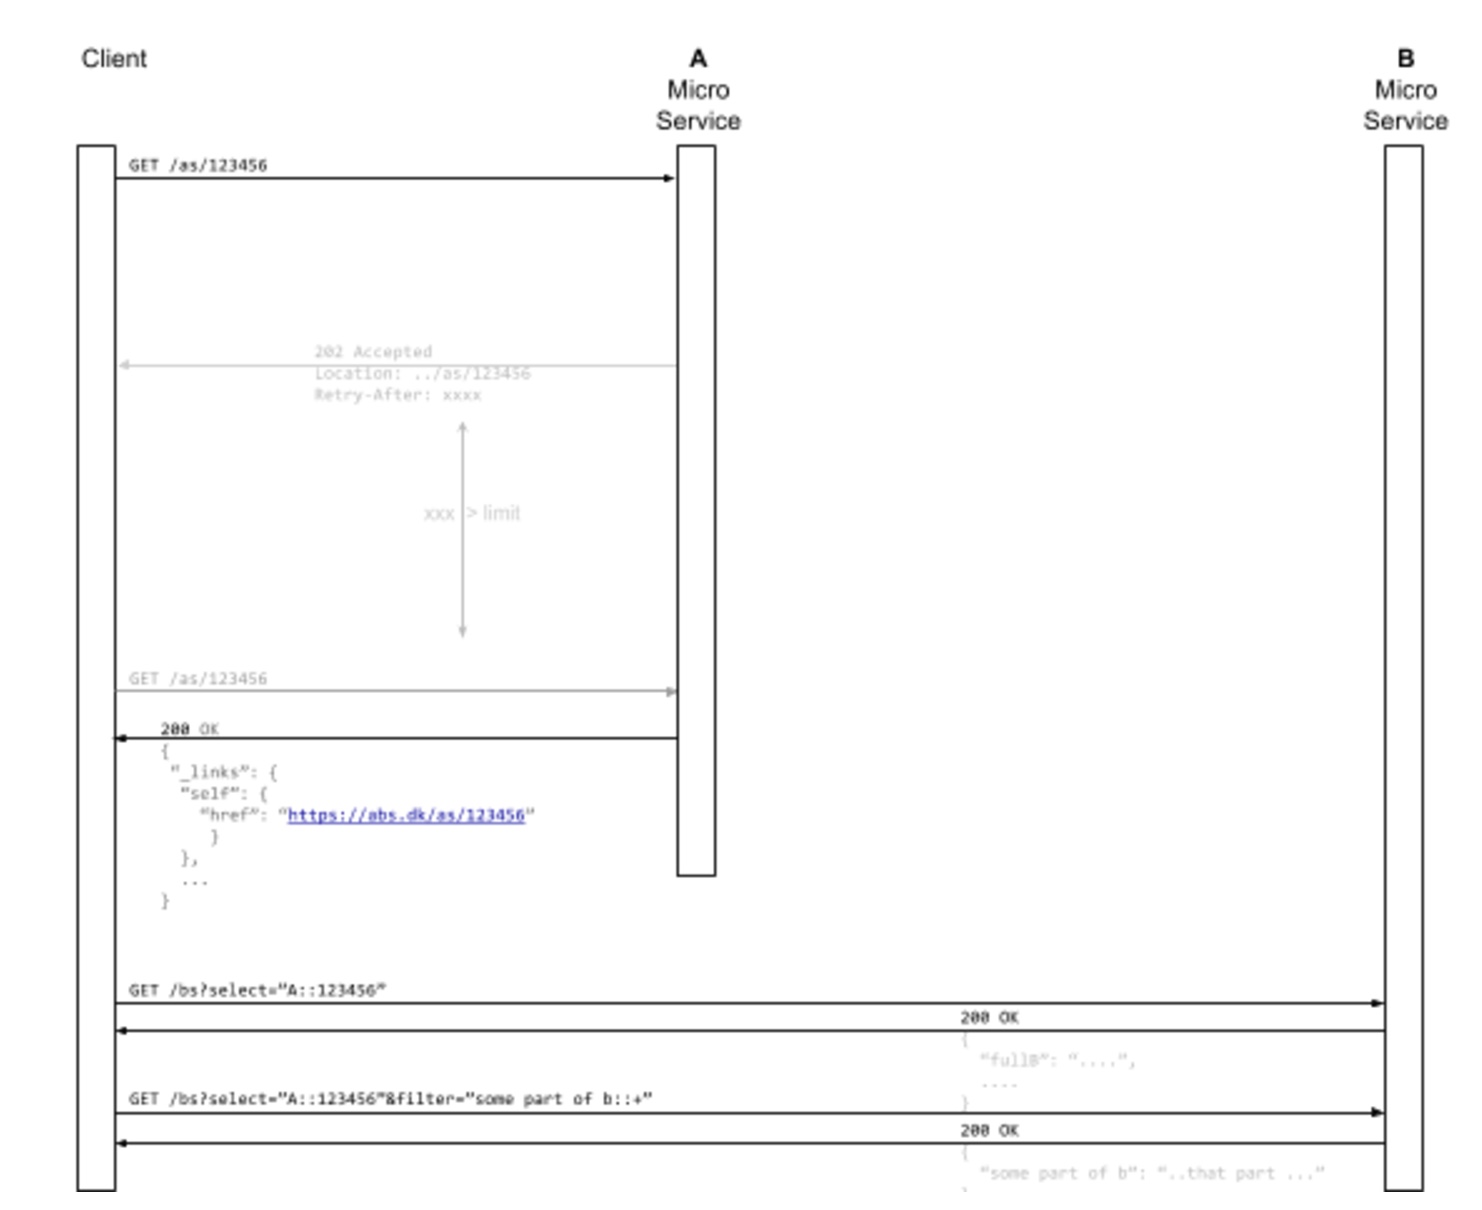 Client
A
Micro
Service
B
Micro
Service
GET /as/123456
202 Accepted
Location: ../as/123456
Retry-After: xxxx
xxx > limit
GET /as/123456
200 OK
{
"_links": {
"self": {
"href": "https://abs.dk/as/123456"
}
},
...
}
GET /bs?select="A::123456"
200 OK
{
"fullB": "....",
....
}
GET /bs?select="A::123456"&filter="some part of b::+"
200 OK
{
"some part of b": "..that part ..."
}